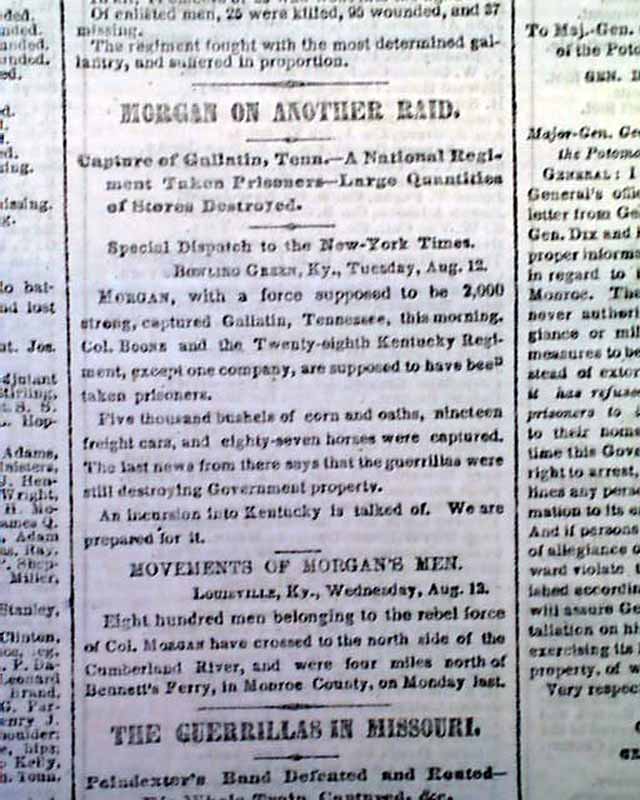 Of enlisted men, 25 were killed, 95 wounded, and 37
missing.
The regiment fought with the most determined gal-
lantry, and suffered in proportion.
MORGAN ON ANOTHER RAID.
Capture of Gallatin, Tenn.—A National Regi-
ment Taken Prisoners—Large Quantities
of Stores Destroyed.
Special Dispatch to the New-York Times.
BOWLING GREEN, Ky., Tuesday, Aug. 12.
MORGAN, with a force supposed to be 2,000
strong, captured Gallatin, Tennessee, this morning.
Col. BOONE and the Twenty-eighth Kentucky Regi-
ment, except one company, are supposed to have been
taken prisoners.
Five thousand bushels of corn and oaths, nineteen
freight cars, and eighty-seven horses were captured.
The last news from there says that the guerrillas were
still destroying Government property.
An incursion into Kentucky is talked of. We are
prepared for it.
MOVEMENTS OF MORGAN'S MEN.
LOUISVILLE, Ky., Wednesday, Aug. 13.
Eight hundred men belonging to the rebel force
of Col. MORGAN have crossed to the north side of the
Cumberland River, and were four miles north of
Bennett's Ferry, in Monroe County, on Monday last.
THE GUERRILLAS IN MISSOURI.
Poindexter's Band Defeated and Routed—
His Whole Train Captured, &c.
To Maj.-Gen.
of the Poto
GEN. D
Major-Gen. Ge
the Potoma
GENERAL: I
General's offi
letter from Ge
Gen. DIX and
proper informa
in regard to
Monroe. The
never authori
giance or mil
measures to be
stead of exter
it has refuse
prisoners to
to their home
time this Gove
right to arrest,
lines any pers
mation to its e
And if persons
of allegiance o
ward violate t
ished accordin
will assure Ge
taliation on hi
exercising its
property, of w
Very respec